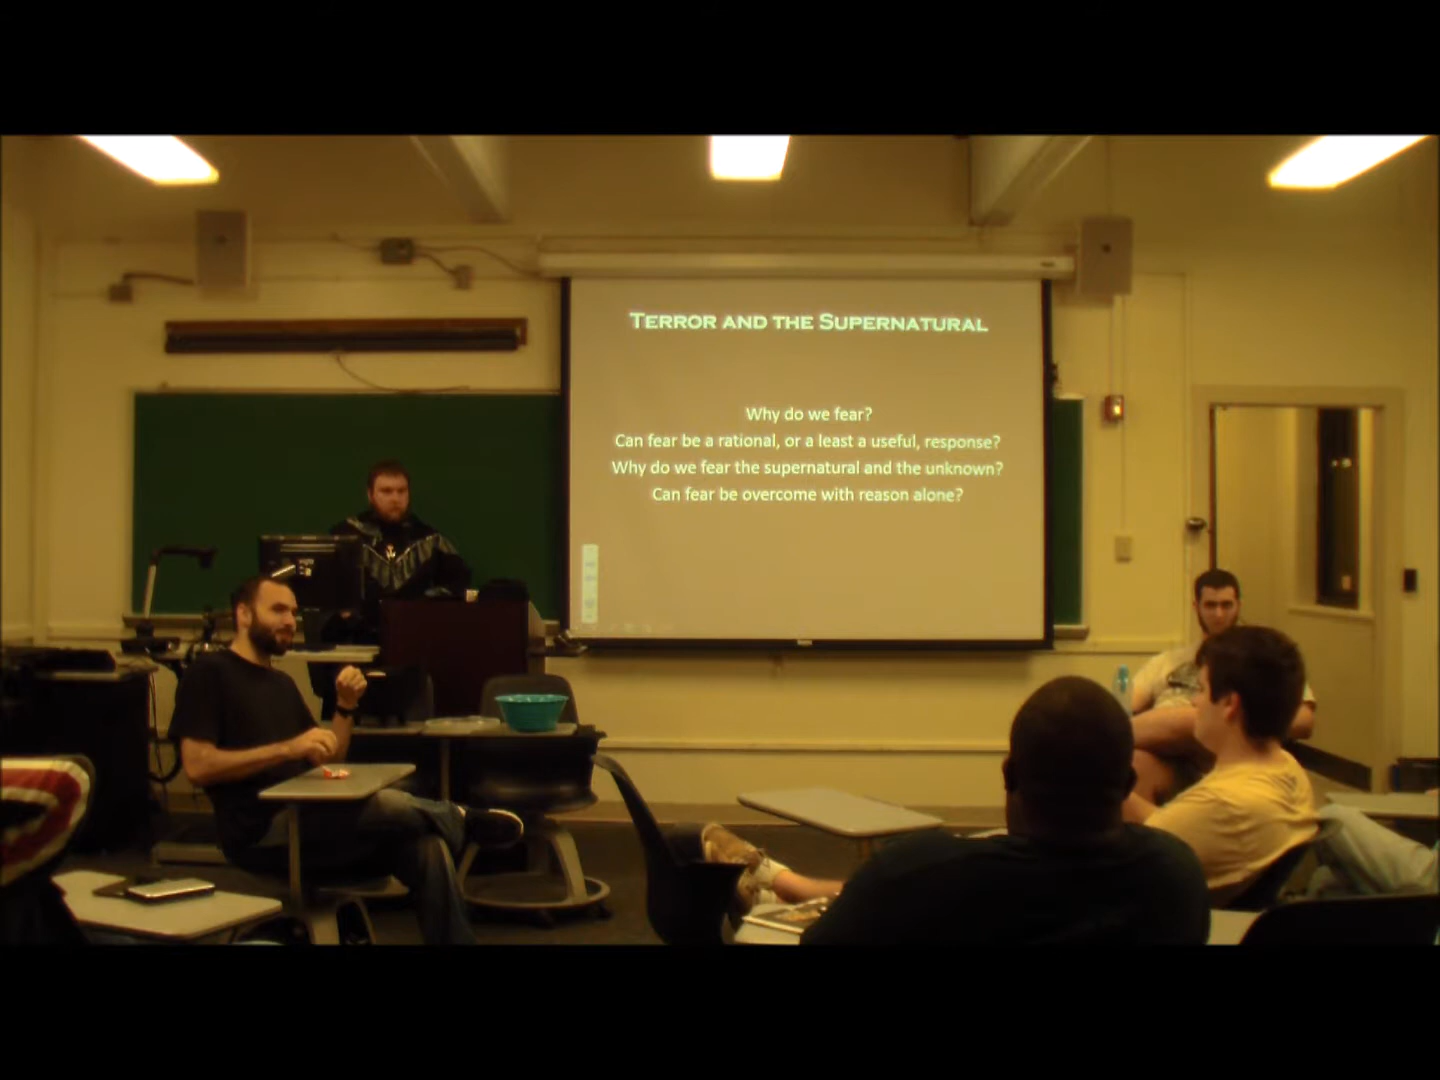 Terror and the Supernatural
Why do we fear?
Can fear be a rational, or a least a useful, response?
Why do we fear the supernatural and the unknown?
Can fear be overcome with reason alone?